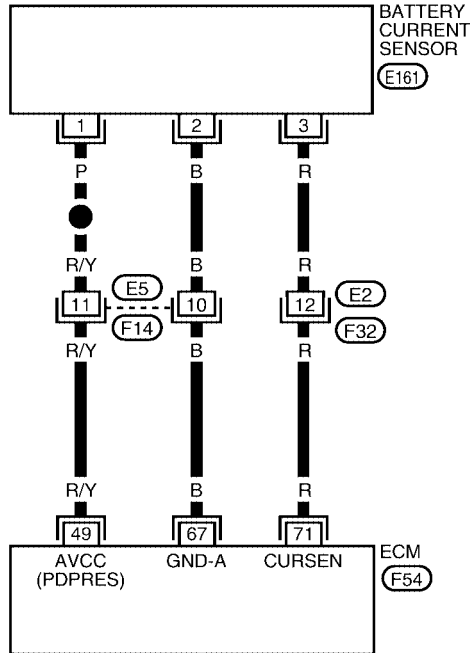 BATTERY
CURRENT
SENSOR
E161
1 2 3
P B R
R/Y B R
11 E5 10 12 E2
F14 F32
R/Y B R
R/Y B R
49 67 71
AVCC GND-A CURSEN
(PDPRES)
ECM
F54